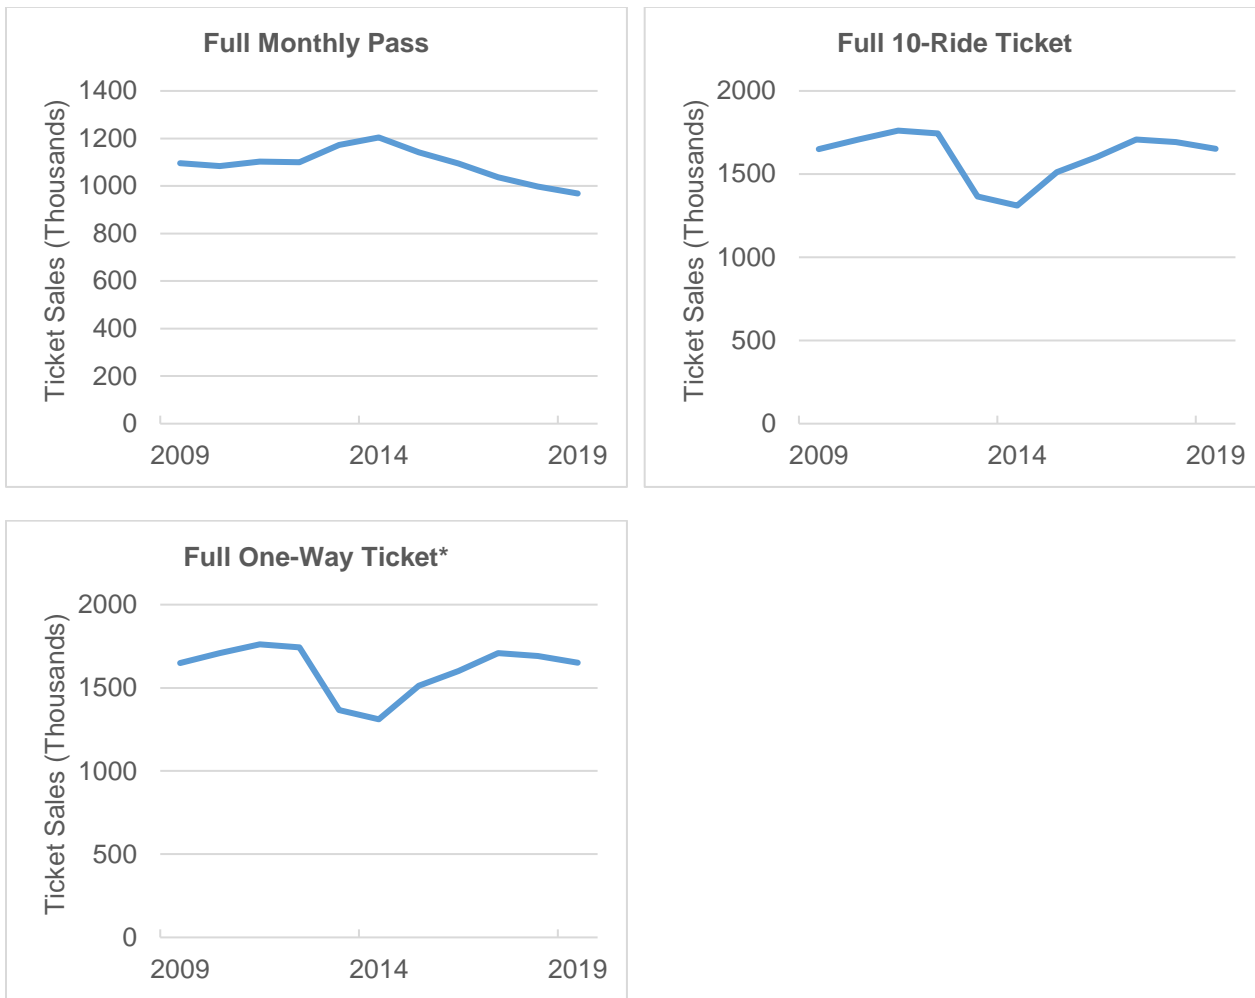 Full Monthly Pass
Ticket Sales (Thousands)
1400
1200
1000
800
600
400
200
0
2009 2014 2019
Full 10-Ride Ticket
Ticket Sales (Thousands)
2000
1500
1000
500
0
2009 2014 2019
Full One-Way Ticket*
Ticket Sales (Thousands)
2000
1500
1000
500
0
2009 2014 2019